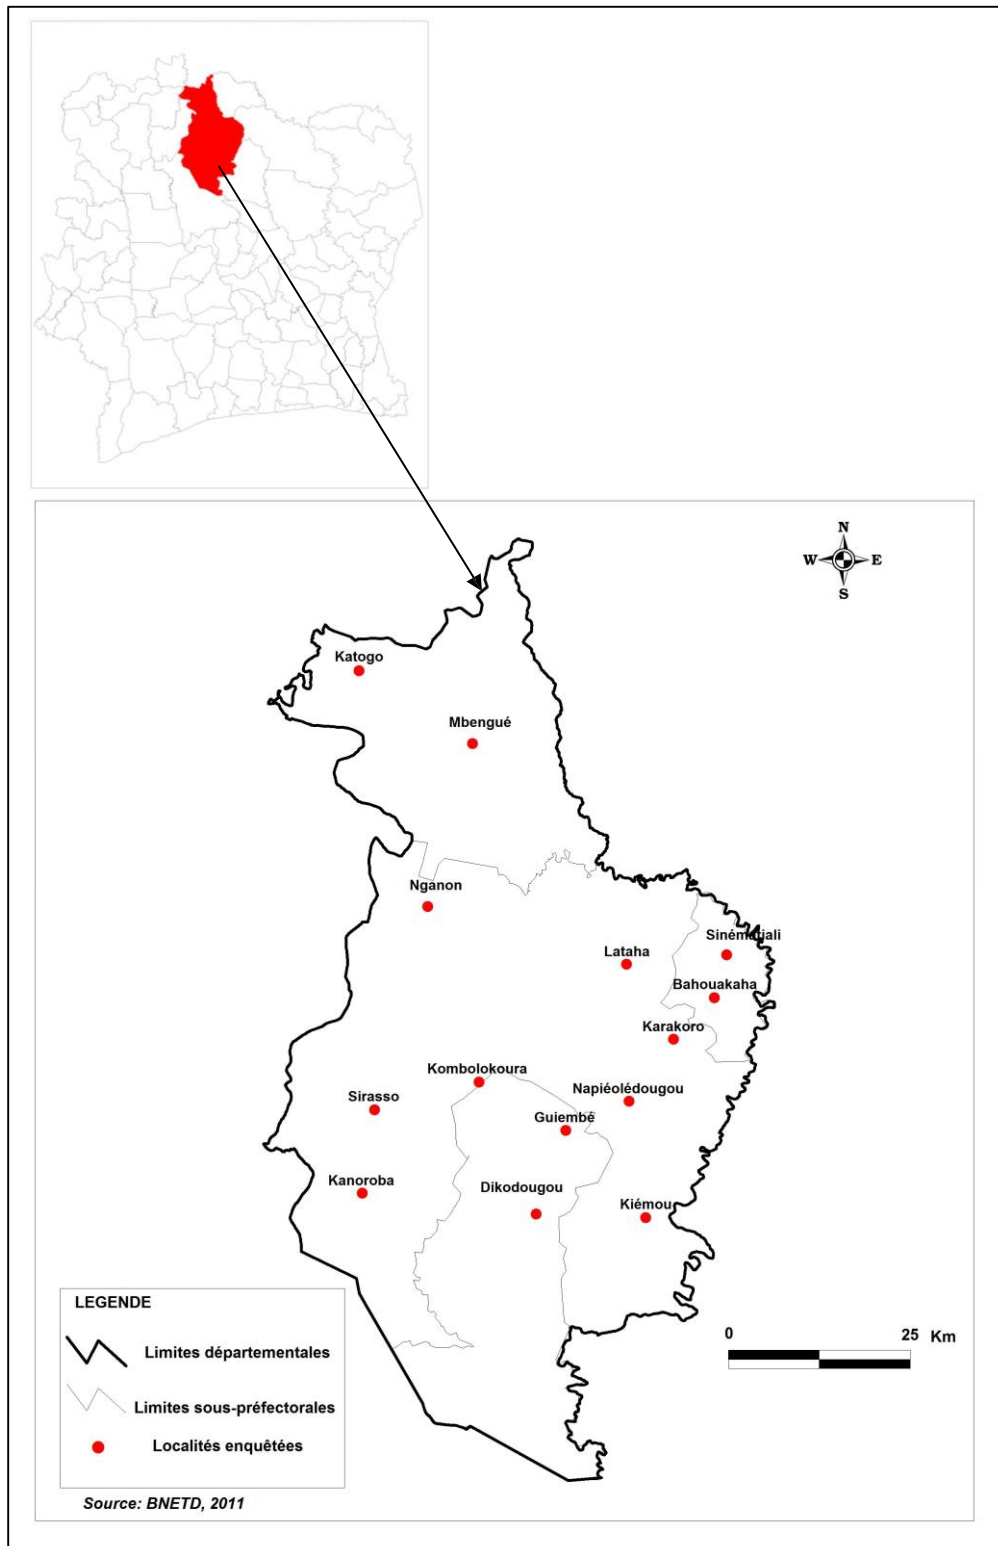 N
W E
S
Katogo
Mbengué
Nganon
Sinématiali
Lataha
Bahouakaha
Karakoro
Kombolokoura
Napiéolédougou
Sirasso
Guiembé
Kanoroba
Dikodougou
Kiémou
LEGENDE
Limites départementales
Limites sous-préfectorales
Localités enquêtées
0 25 Km
Source: BNETD, 2011